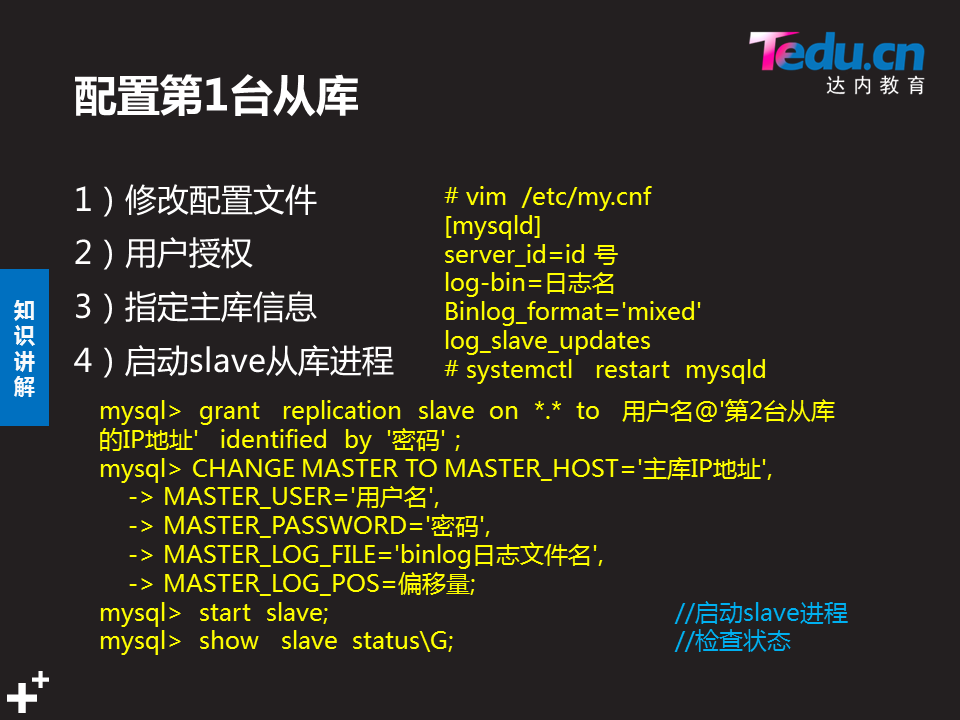 Tedu.cn
达内教育
配置第1台从库
1）修改配置文件
2）用户授权
3）指定主库信息
4）启动slave从库进程
# vim /etc/my.cnf
[mysqld]
server_id=id 号
log-bin=日志名
Binlog_format='mixed'
log_slave_updates
# systemctl restart mysqld
知识讲解
mysql> grant replication slave on *.* to 用户名@'第2台从库
的IP地址' identified by '密码' ;
mysql> CHANGE MASTER TO MASTER_HOST='主库IP地址',
-> MASTER_USER='用户名',
-> MASTER_PASSWORD='密码',
-> MASTER_LOG_FILE='binlog日志文件名',
-> MASTER_LOG_POS=偏移量;
mysql> start slave; //启动slave进程
mysql> show slave status\G; //检查状态